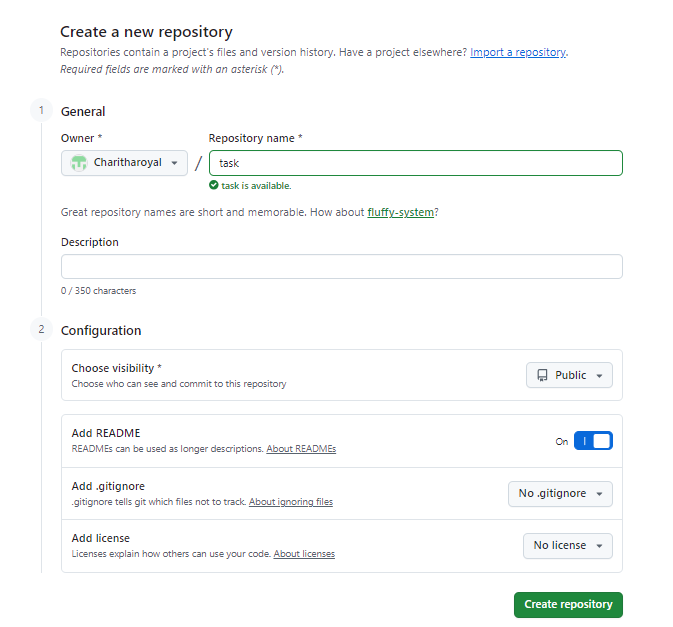 Create a new repository
Repositories contain a project's files and version history. Have a project elsewhere? Import a repository.
Required fields are marked with an asterisk (*).
1
General
Owner * Repository name *
Charitharoyal / task
task is available.
Great repository names are short and memorable. How about fluffy-system?
Description
0 / 350 characters
2
Configuration
Choose visibility *
Choose who can see and commit to this repository
Public
Add README
READMEs can be used as longer descriptions. About READMEs
On
Add .gitignore
.gitignore tells git which files not to track. About ignoring files
No .gitignore
Add license
Licenses explain how others can use your code. About licenses
No license
Create repository